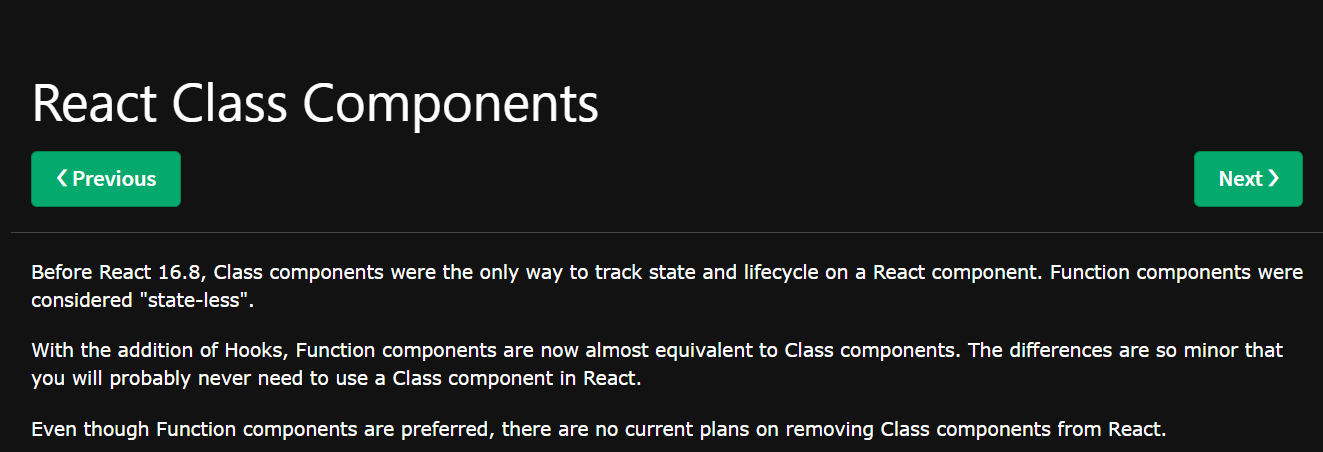 React Class Components
❮ Previous
Next ❯
Before React 16.8, Class components were the only way to track state and lifecycle on a React component. Function components were
considered "state-less".
With the addition of Hooks, Function components are now almost equivalent to Class components. The differences are so minor that
you will probably never need to use a Class component in React.
Even though Function components are preferred, there are no current plans on removing Class components from React.